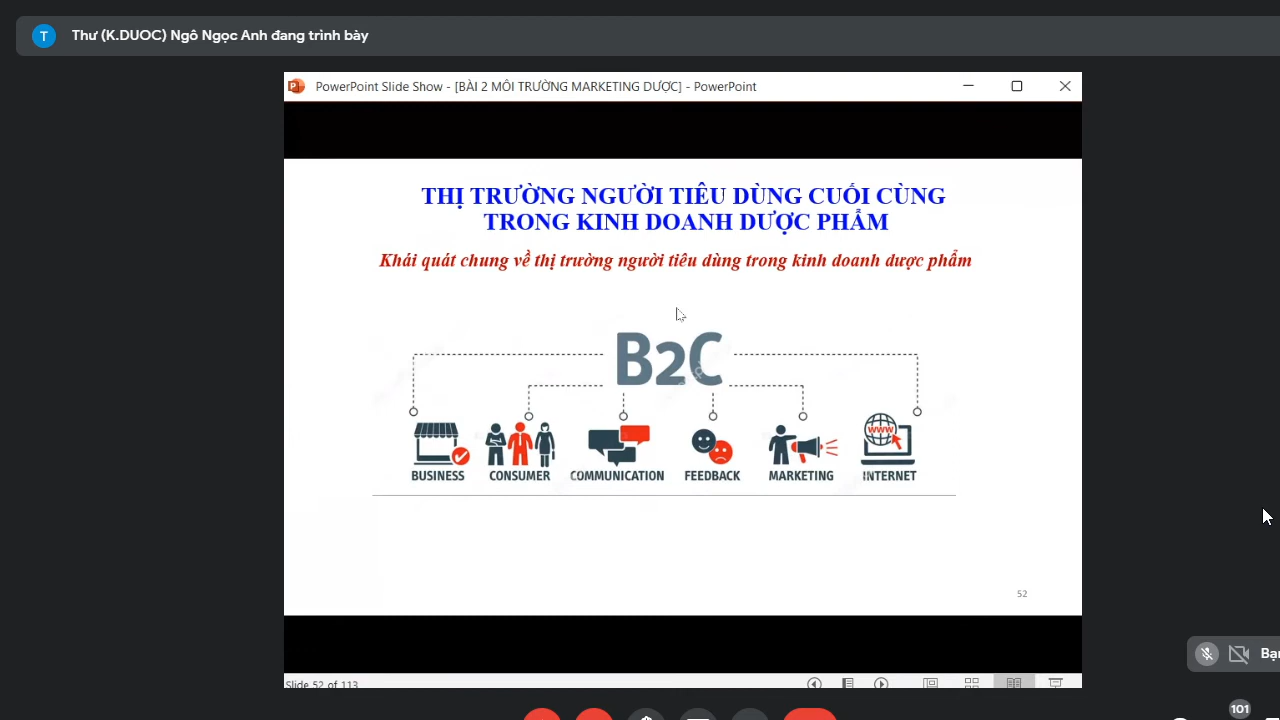 T
Thư (K.DUOC) Ngô Ngọc Anh đang trình bày
PowerPoint Slide Show - [BÀI 2 MÔI TRƯỜNG MARKETING DƯỢC] - PowerPoint
THỊ TRƯỜNG NGƯỜI TIÊU DÙNG CUỐI CÙNG
TRONG KINH DOANH DƯỢC PHẨM
Khái quát chung về thị trường người tiêu dùng trong kinh doanh dược phẩm
B2C
WWW
BUSINESS CONSUMER COMMUNICATION FEEDBACK MARKETING INTERNET
52
Slide 52 of 113
Bạn
101